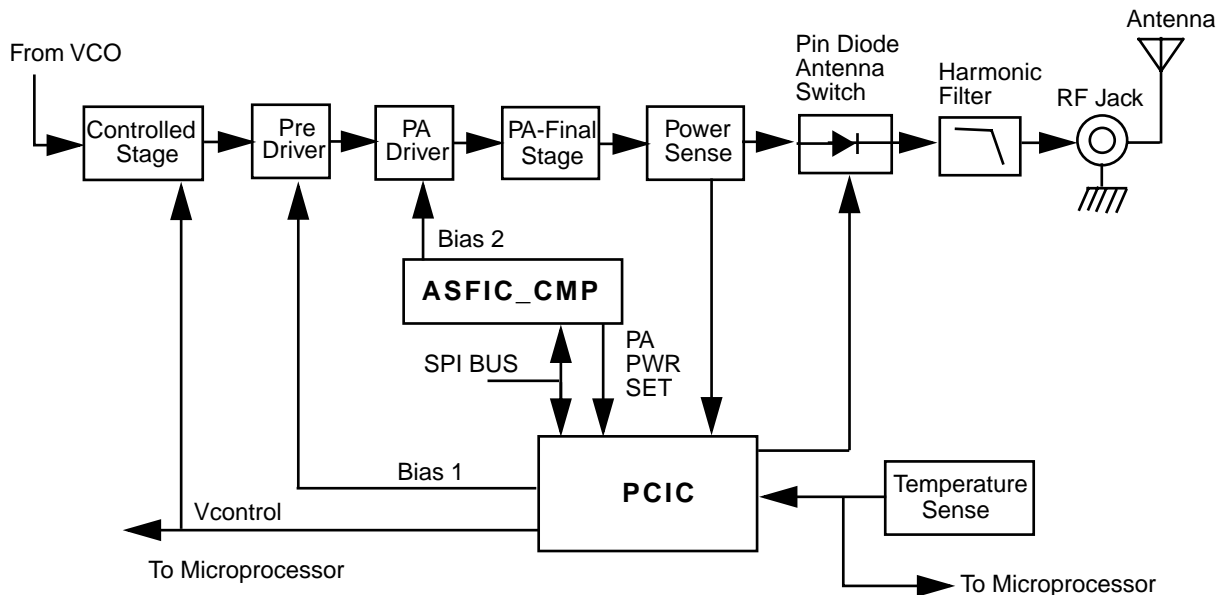 Antenna
From VCO
Pin Diode
Antenna
Switch
Harmonic
Filter
RF Jack
Controlled
Stage
Pre
Driver
PA
Driver
PA-Final
Stage
Power
Sense
Bias 2
ASFIC_CMP
SPI BUS
PA
PWR
SET
Bias 1
PCIC
Temperature
Sense
Vcontrol
To Microprocessor
To Microprocessor